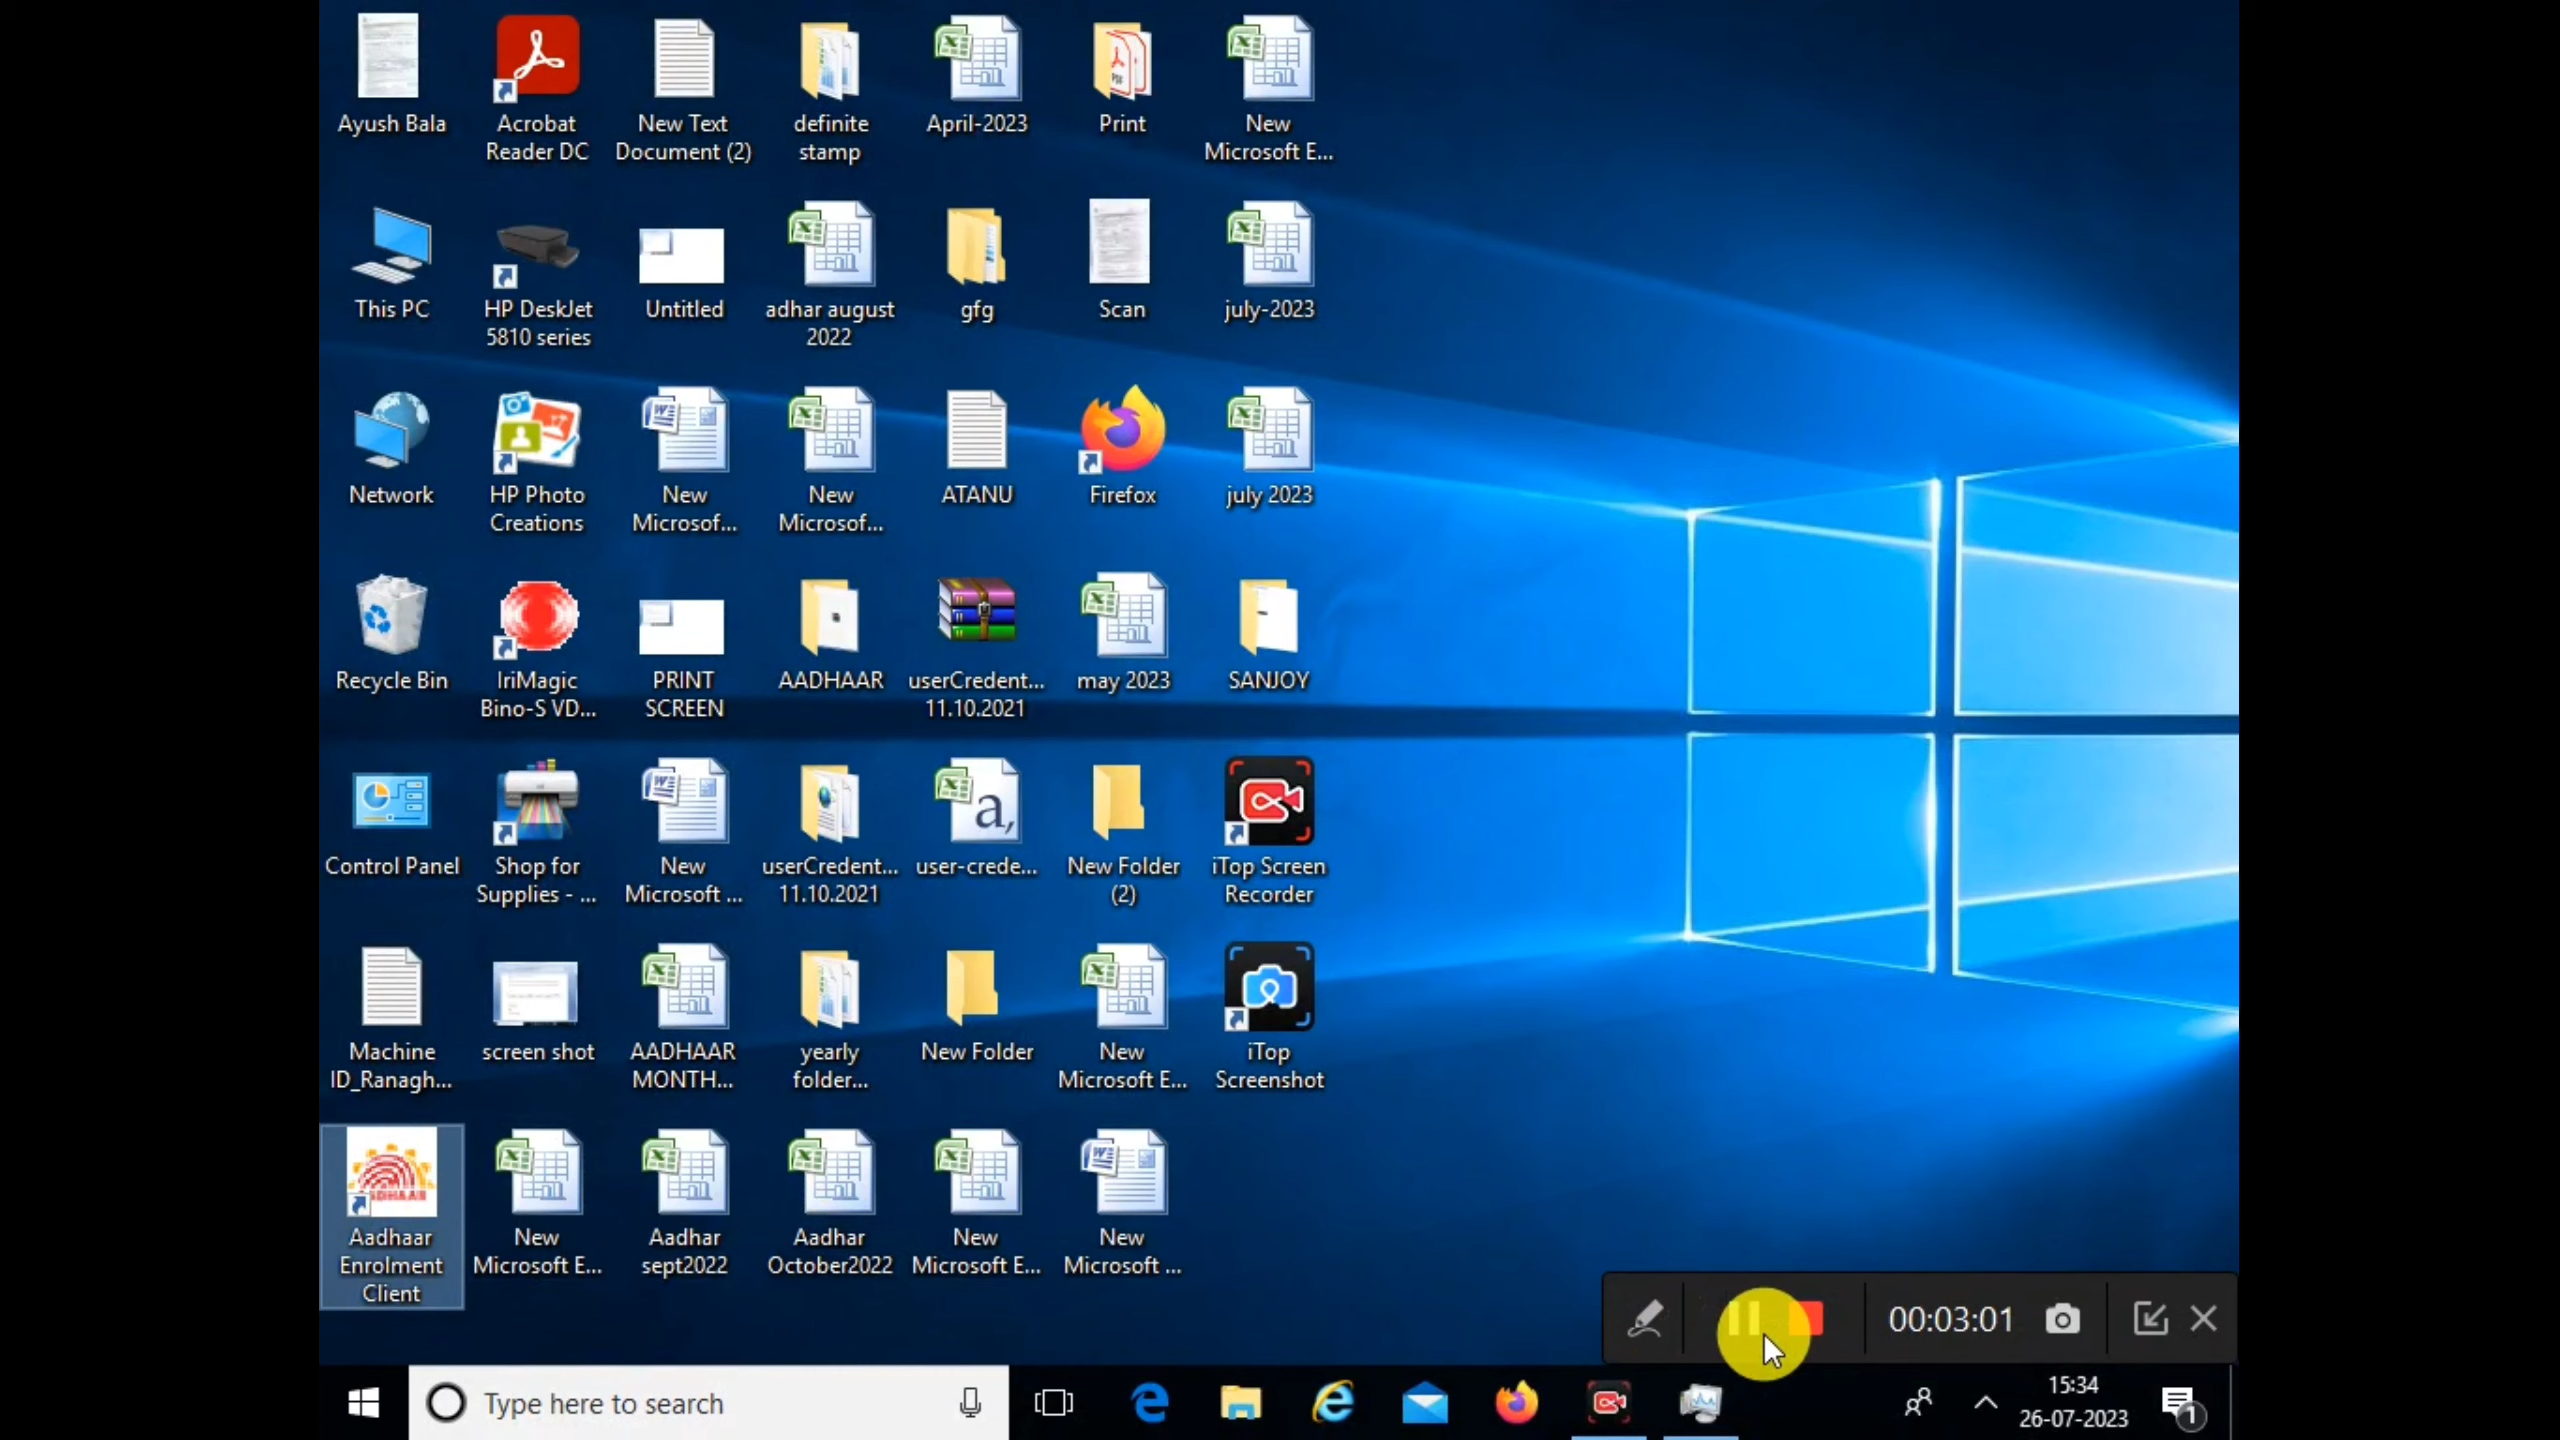 Ayush Bala
Acrobat
Reader DC
New Text
Document (2)
definite
stamp
April-2023
Print
New
Microsoft E...
This PC
HP DeskJet
5810 series
Untitled
adhar august
2022
gfg
Scan
july-2023
Network
HP Photo
Creations
New
Microsof...
New
Microsof...
ATANU
Firefox
july 2023
Recycle Bin
IriMagic
Bino-S VD...
PRINT
SCREEN
AADHAAR
userCredent...
11.10.2021
may 2023
SANJOY
Control Panel
Shop for
Supplies - ...
New
Microsoft ...
userCredent...
11.10.2021
user-crede...
New Folder
(2)
iTop Screen
Recorder
Machine
ID_Ranagh...
screen shot
AADHAAR
MONTH...
yearly
folder...
New Folder
New
Microsoft E...
iTop
Screenshot
Aadhaar
Enrolment
Client
New
Microsoft E...
Aadhar
sept2022
Aadhar
October2022
New
Microsoft E...
New
Microsoft ...
00:03:01
Type here to search
15:34
26-07-2023
1